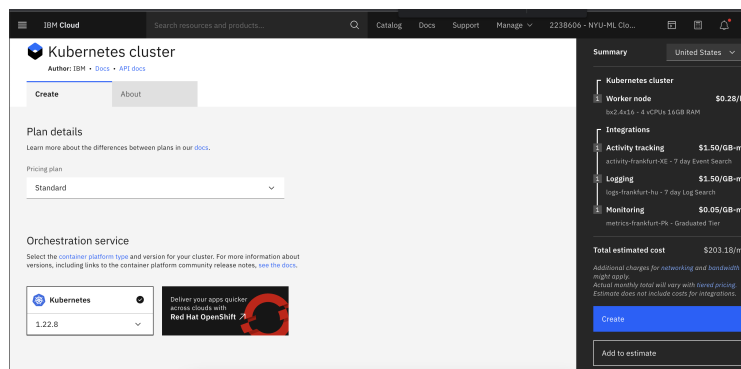 IBM Cloud
Search resources and products...
Catalog
Docs
Support
Manage
2238606 - NYU-ML Clo...
Kubernetes cluster
Author: IBM • Docs • API docs
Create
About
Plan details
Learn more about the differences between plans in our docs.
Pricing plan
Standard
Orchestration service
Select the container platform type and version for your cluster. For more information about
versions, including links to the container platform community release notes, see the docs.
Kubernetes
1.22.8
Deliver your apps quicker
across clouds with
Red Hat OpenShift
Summary
United States
Kubernetes cluster
1 Worker node $0.28/
bx2.4x16 - 4 vCPUs 16GB RAM
Integrations
1 Activity tracking $1.50/GB-m
activity-frankfurt-XE - 7 day Event Search
1 Logging $1.50/GB-m
logs-frankfurt-hu - 7 day Log Search
1 Monitoring $0.05/GB-m
metrics-frankfurt-Pk - Graduated Tier
Total estimated cost $203.18/m
Additional charges for networking and bandwidth
might apply.
Actual monthly total will vary with tiered pricing.
Estimate does not include costs for integrations.
Create
Add to estimate